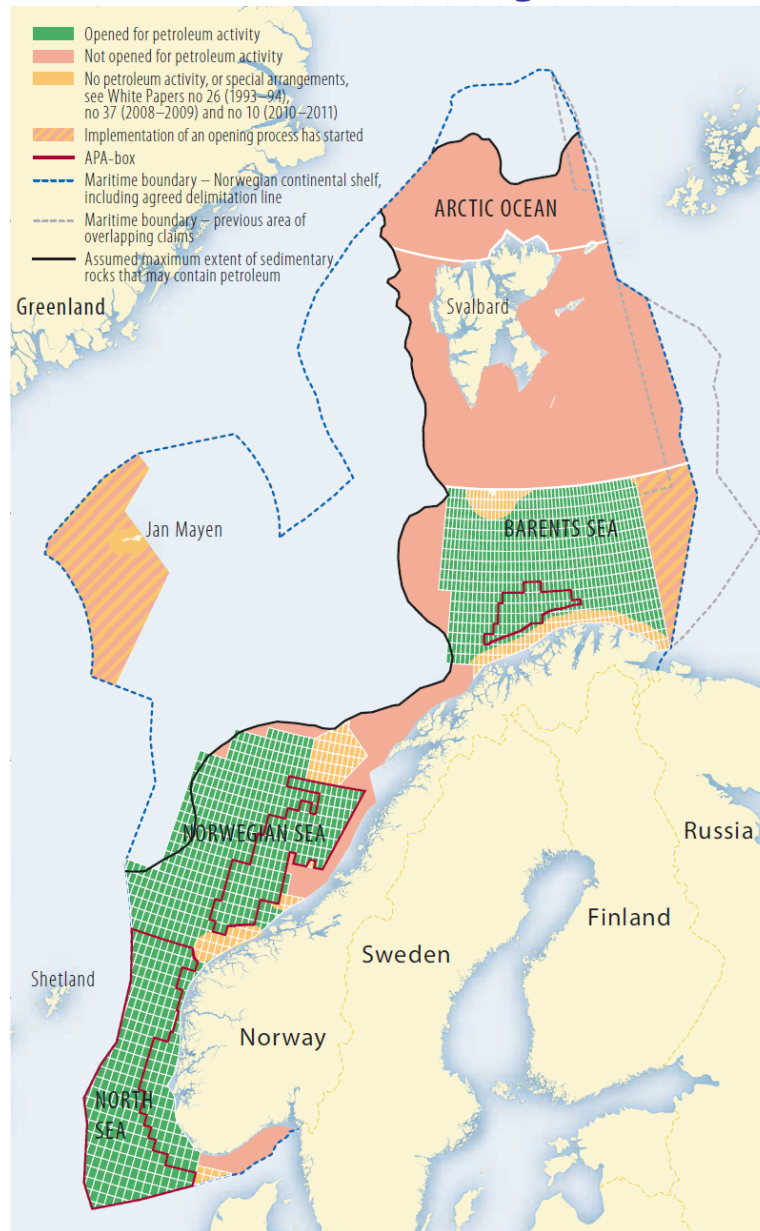 Opened for petroleum activity
Not opened for petroleum activity
No petroleum activity, or special arrangements,
see White Papers no 26 (1993–94),
no 37 (2008–2009) and no 10 (2010–2011)
Implementation of an opening process has started
APA-box
Maritime boundary – Norwegian continental shelf,
including agreed delimitation line
Maritime boundary – previous area of
overlapping claims
Assumed maximum extent of sedimentary
rocks that may contain petroleum
ARCTIC OCEAN
Greenland
Svalbard
Jan Mayen
BARENTS SEA
NORWEGIAN SEA
Russia
Finland
Sweden
Shetland
Norway
NORTH
SEA